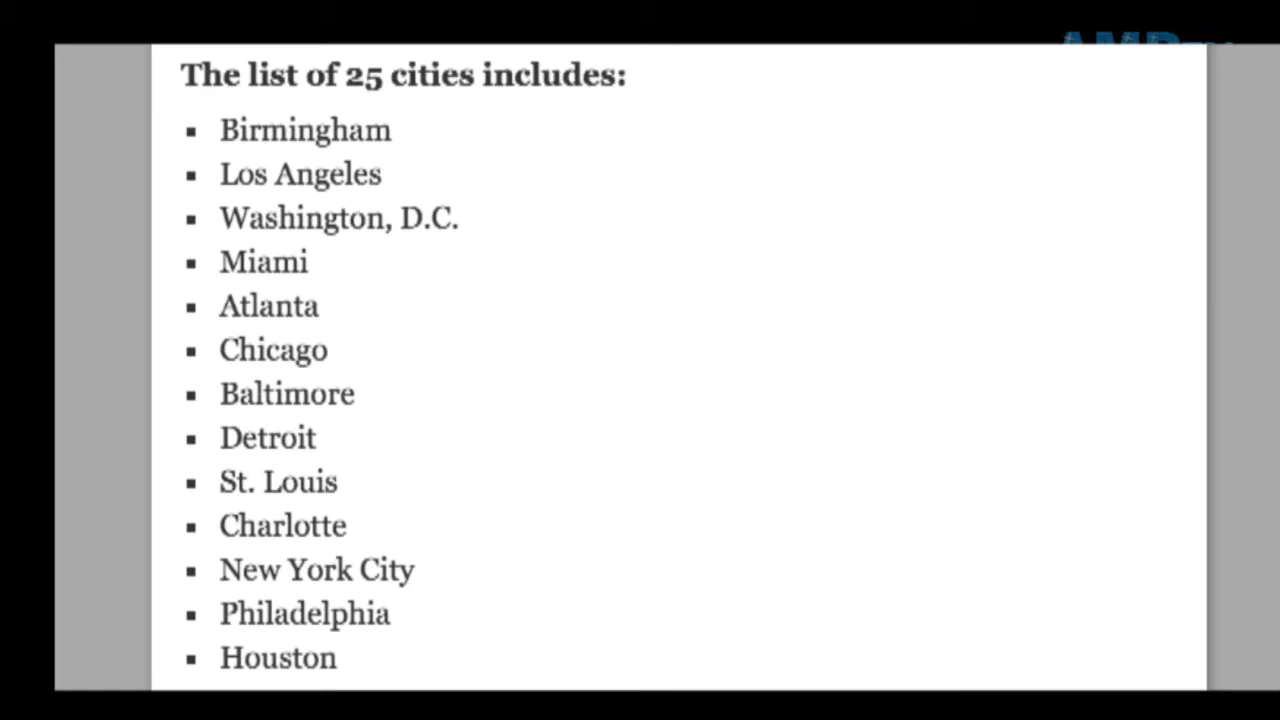 The list of 25 cities includes:
▪ Birmingham
▪ Los Angeles
▪ Washington, D.C.
▪ Miami
▪ Atlanta
▪ Chicago
▪ Baltimore
▪ Detroit
▪ St. Louis
▪ Charlotte
▪ New York City
▪ Philadelphia
▪ Houston